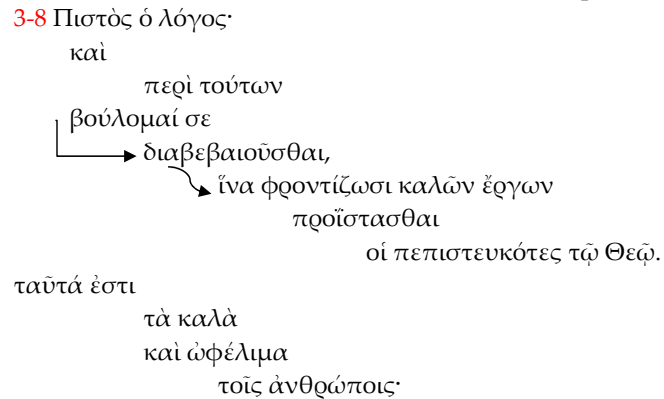 3-8 Πιστὸς ὁ λόγος·
καὶ
περὶ τούτων
βούλομαί σε
διαβεβαιοῦσθαι,
ἵνα φροντίζωσι καλῶν ἔργων
προΐστασθαι
οἱ πεπιστευκότες τῷ Θεῷ.
ταῦτά ἐστι
τὰ καλὰ
καὶ ὠφέλιμα
τοῖς ἀνθρώποις·